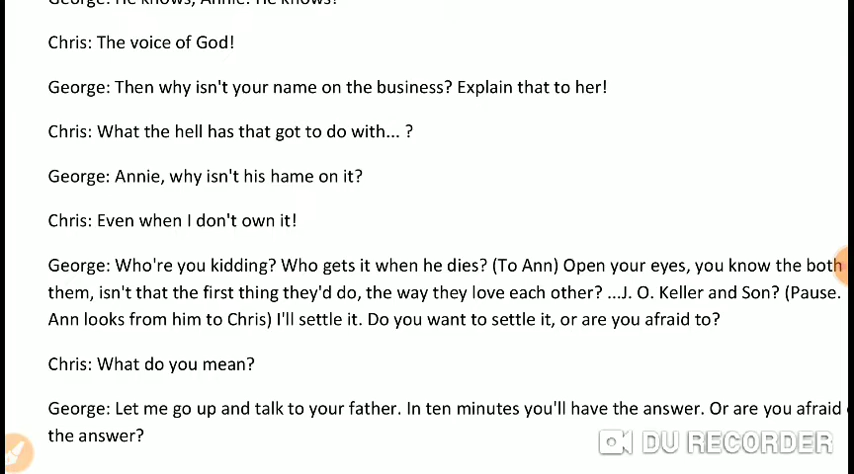 George: He knows, Annie. He knows!
Chris: The voice of God!
George: Then why isn't your name on the business? Explain that to her!
Chris: What the hell has that got to do with... ?
George: Annie, why isn't his hame on it?
Chris: Even when I don't own it!
George: Who're you kidding? Who gets it when he dies? (To Ann) Open your eyes, you know the both
them, isn't that the first thing they'd do, the way they love each other? ...J. O. Keller and Son? (Pause.
Ann looks from him to Chris) I'll settle it. Do you want to settle it, or are you afraid to?
Chris: What do you mean?
George: Let me go up and talk to your father. In ten minutes you'll have the answer. Or are you afraid
the answer?
DU RECORDER